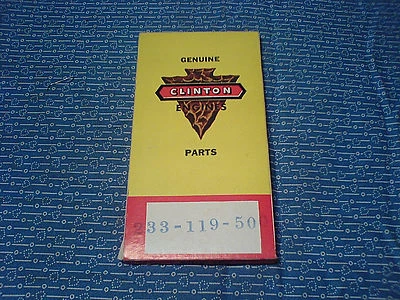 GENUINE
CLINTON
ENGINES
PARTS
233-119-50